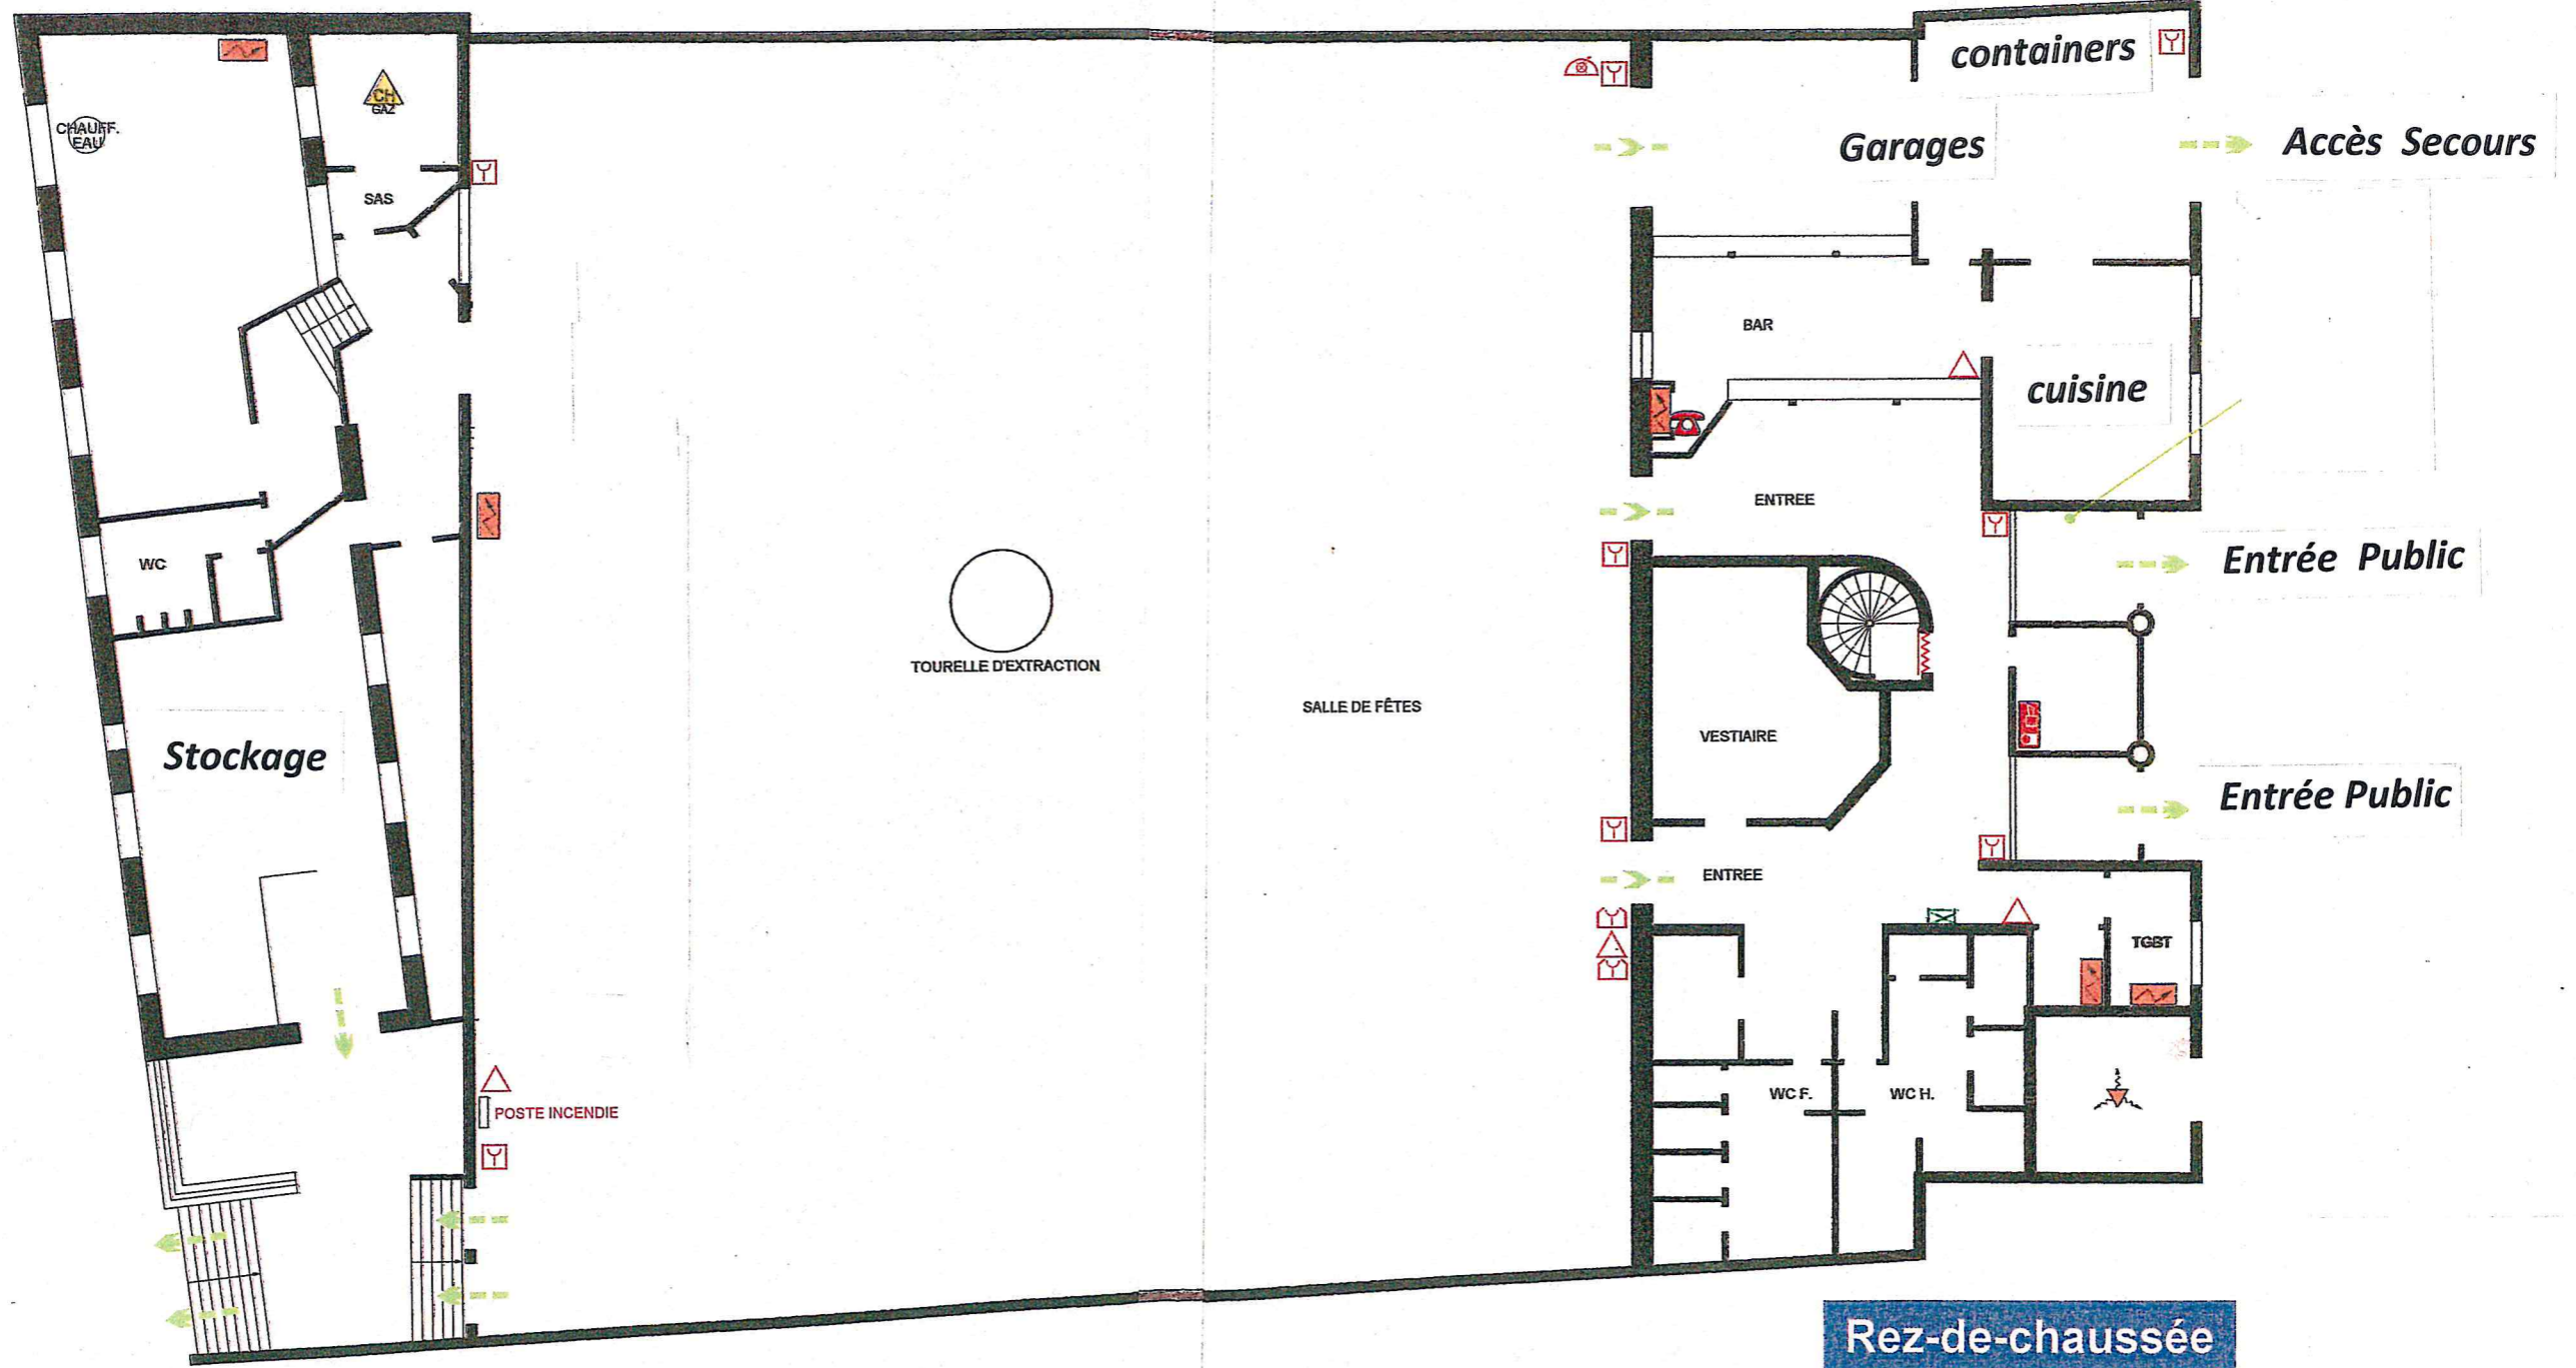 containers
CH
GAZ
CHAUFF.
EAU
Garages
Accès Secours
SAS
BAR
cuisine
ENTREE
Entrée Public
WC
TOURELLE D'EXTRACTION
SALLE DE FÊTES
VESTIAIRE
Stockage
Entrée Public
ENTREE
TGBT
WC F.
WC H.
POSTE INCENDIE
Rez-de-chaussée